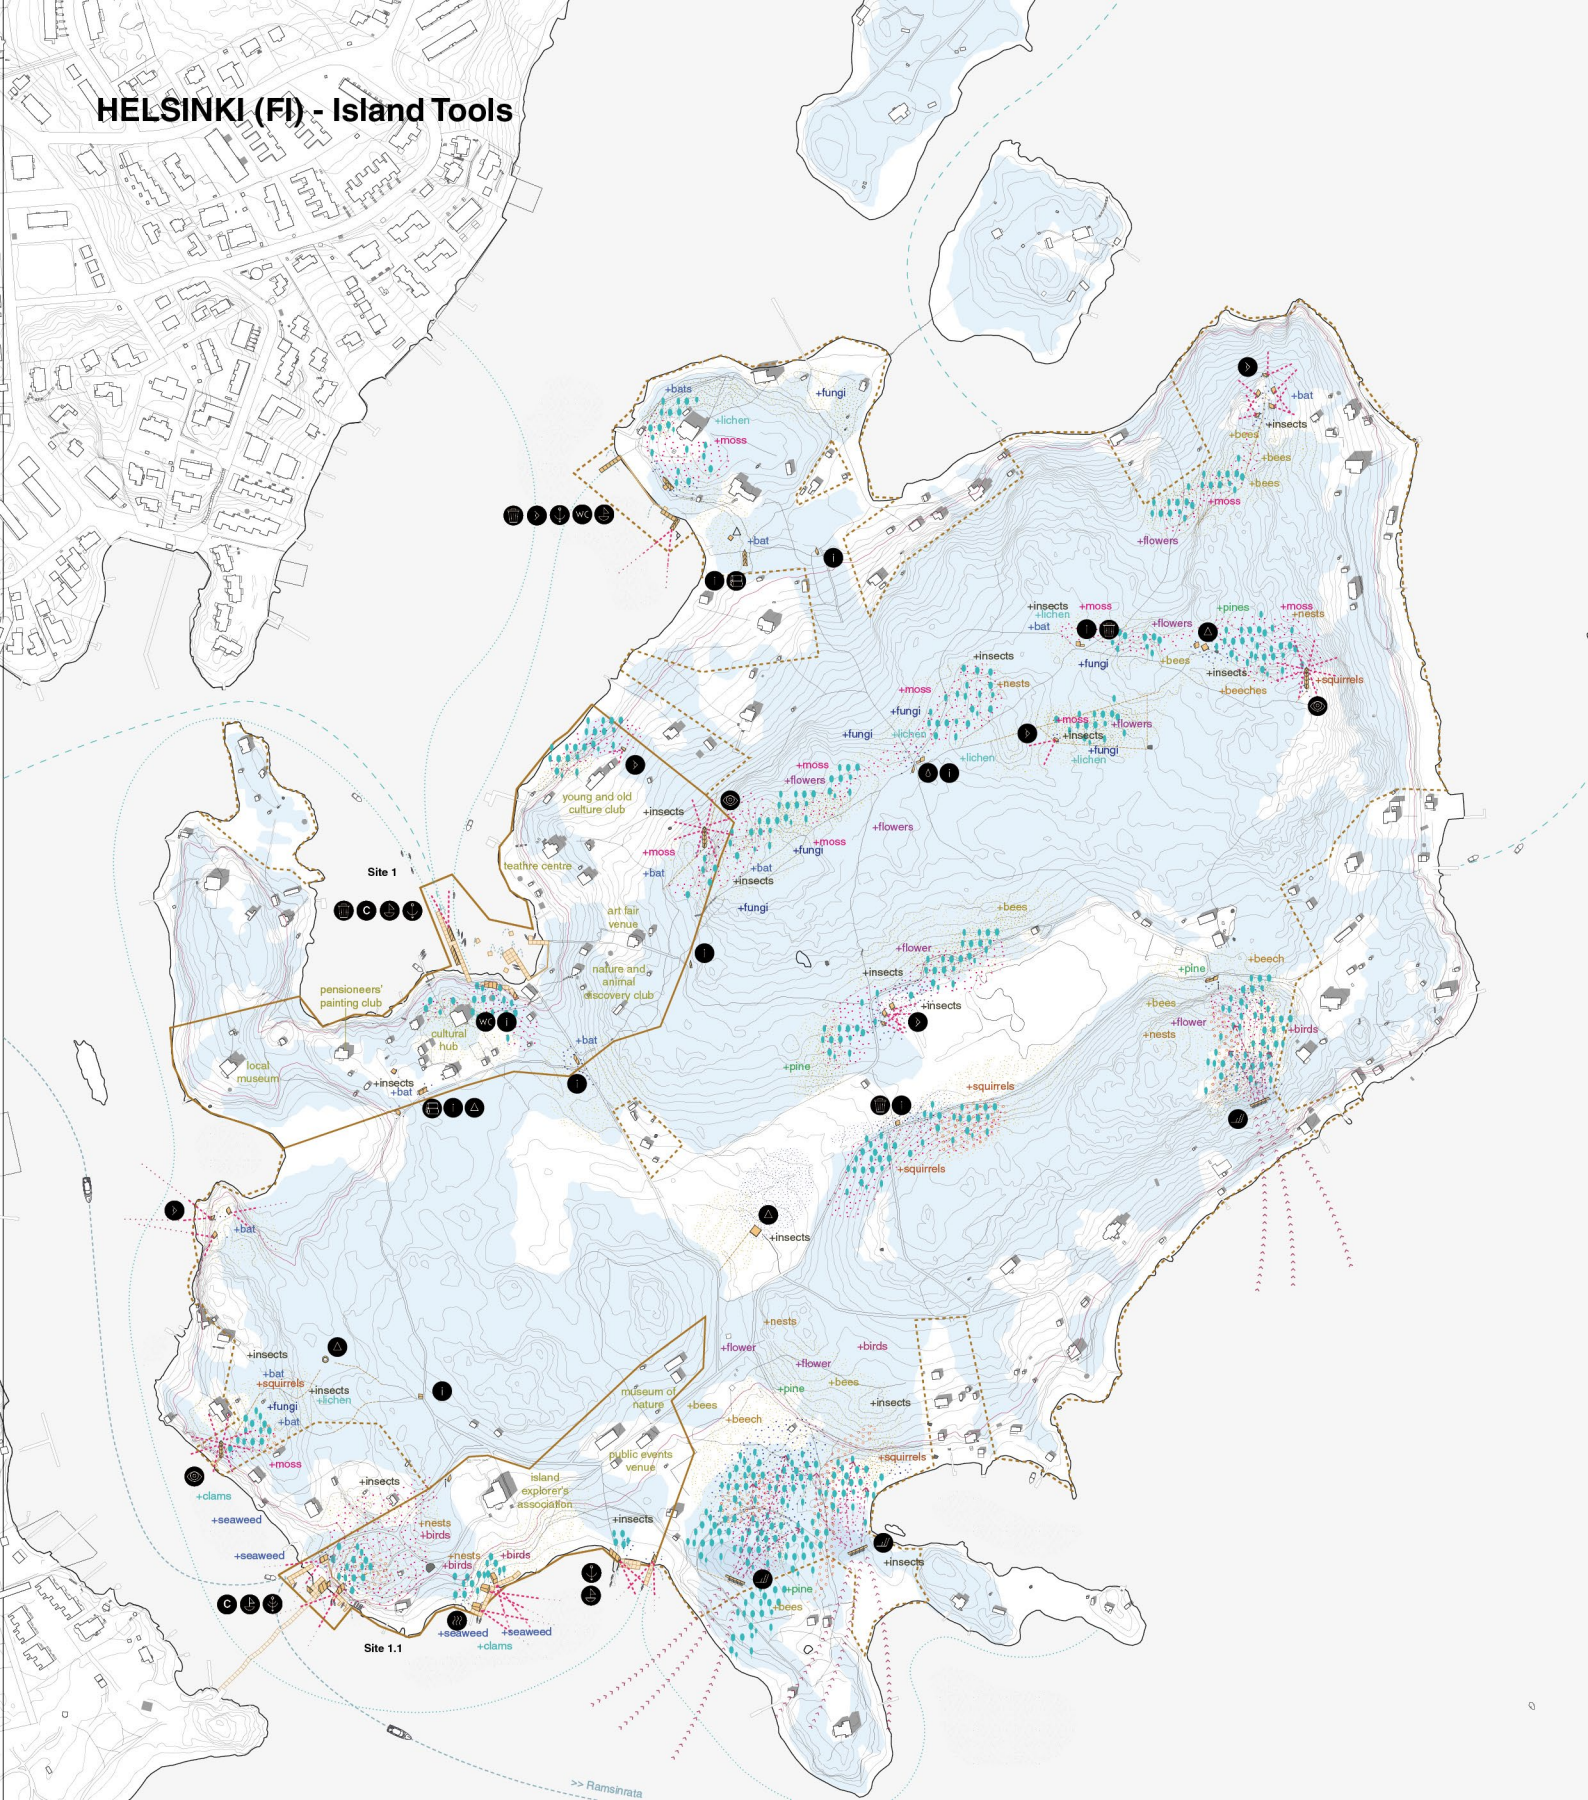 HELSINKI (FI) - Island Tools
+bats
+fungi
+lichen
+moss
+bat
+insects
+bees
+bees
+bees
+moss
+flowers
WC
+bat
i
i
+insects
+lichen
+moss
+bat
i
+flowers
+fungi
+bees
+pines
+moss
+nests
+insects
+squirrels
+beeches
+insects
+nests
+moss
+fungi
+lichen
+fungi
+moss
+insects
+flowers
+fungi
+lichen
+lichen
i
+moss
+flowers
young and old
culture club
+insects
+flowers
+moss
+fungi
+moss
+bat
+bat
+insects
+fungi
teathre centre
Site 1
C
art fair
venue
i
nature and
animal
discovery club
+bees
+flower
+insects
+insects
+pine
+beech
+pine
+bees
+flower
+nests
+birds
pensioneers'
painting club
WC
i
cultural
hub
local
museum
+bat
i
+insects
+bat
i
+squirrels
i
+squirrels
+insects
+bat
+insects
+bat
+squirrels
+insects
+lichen
+fungi
+bat
i
+moss
+clams
+seaweed
+seaweed
+nests
+flower
+birds
+flower
+pine
+bees
+insects
museum of
nature
+bees
+beech
public events
venue
+squirrels
+insects
island
explorer's
association
+insects
+nests
+birds
+nests
+birds
+birds
+insects
+pine
+bees
C
+seaweed
+seaweed
+clams
Site 1.1
>> Ramsinrata